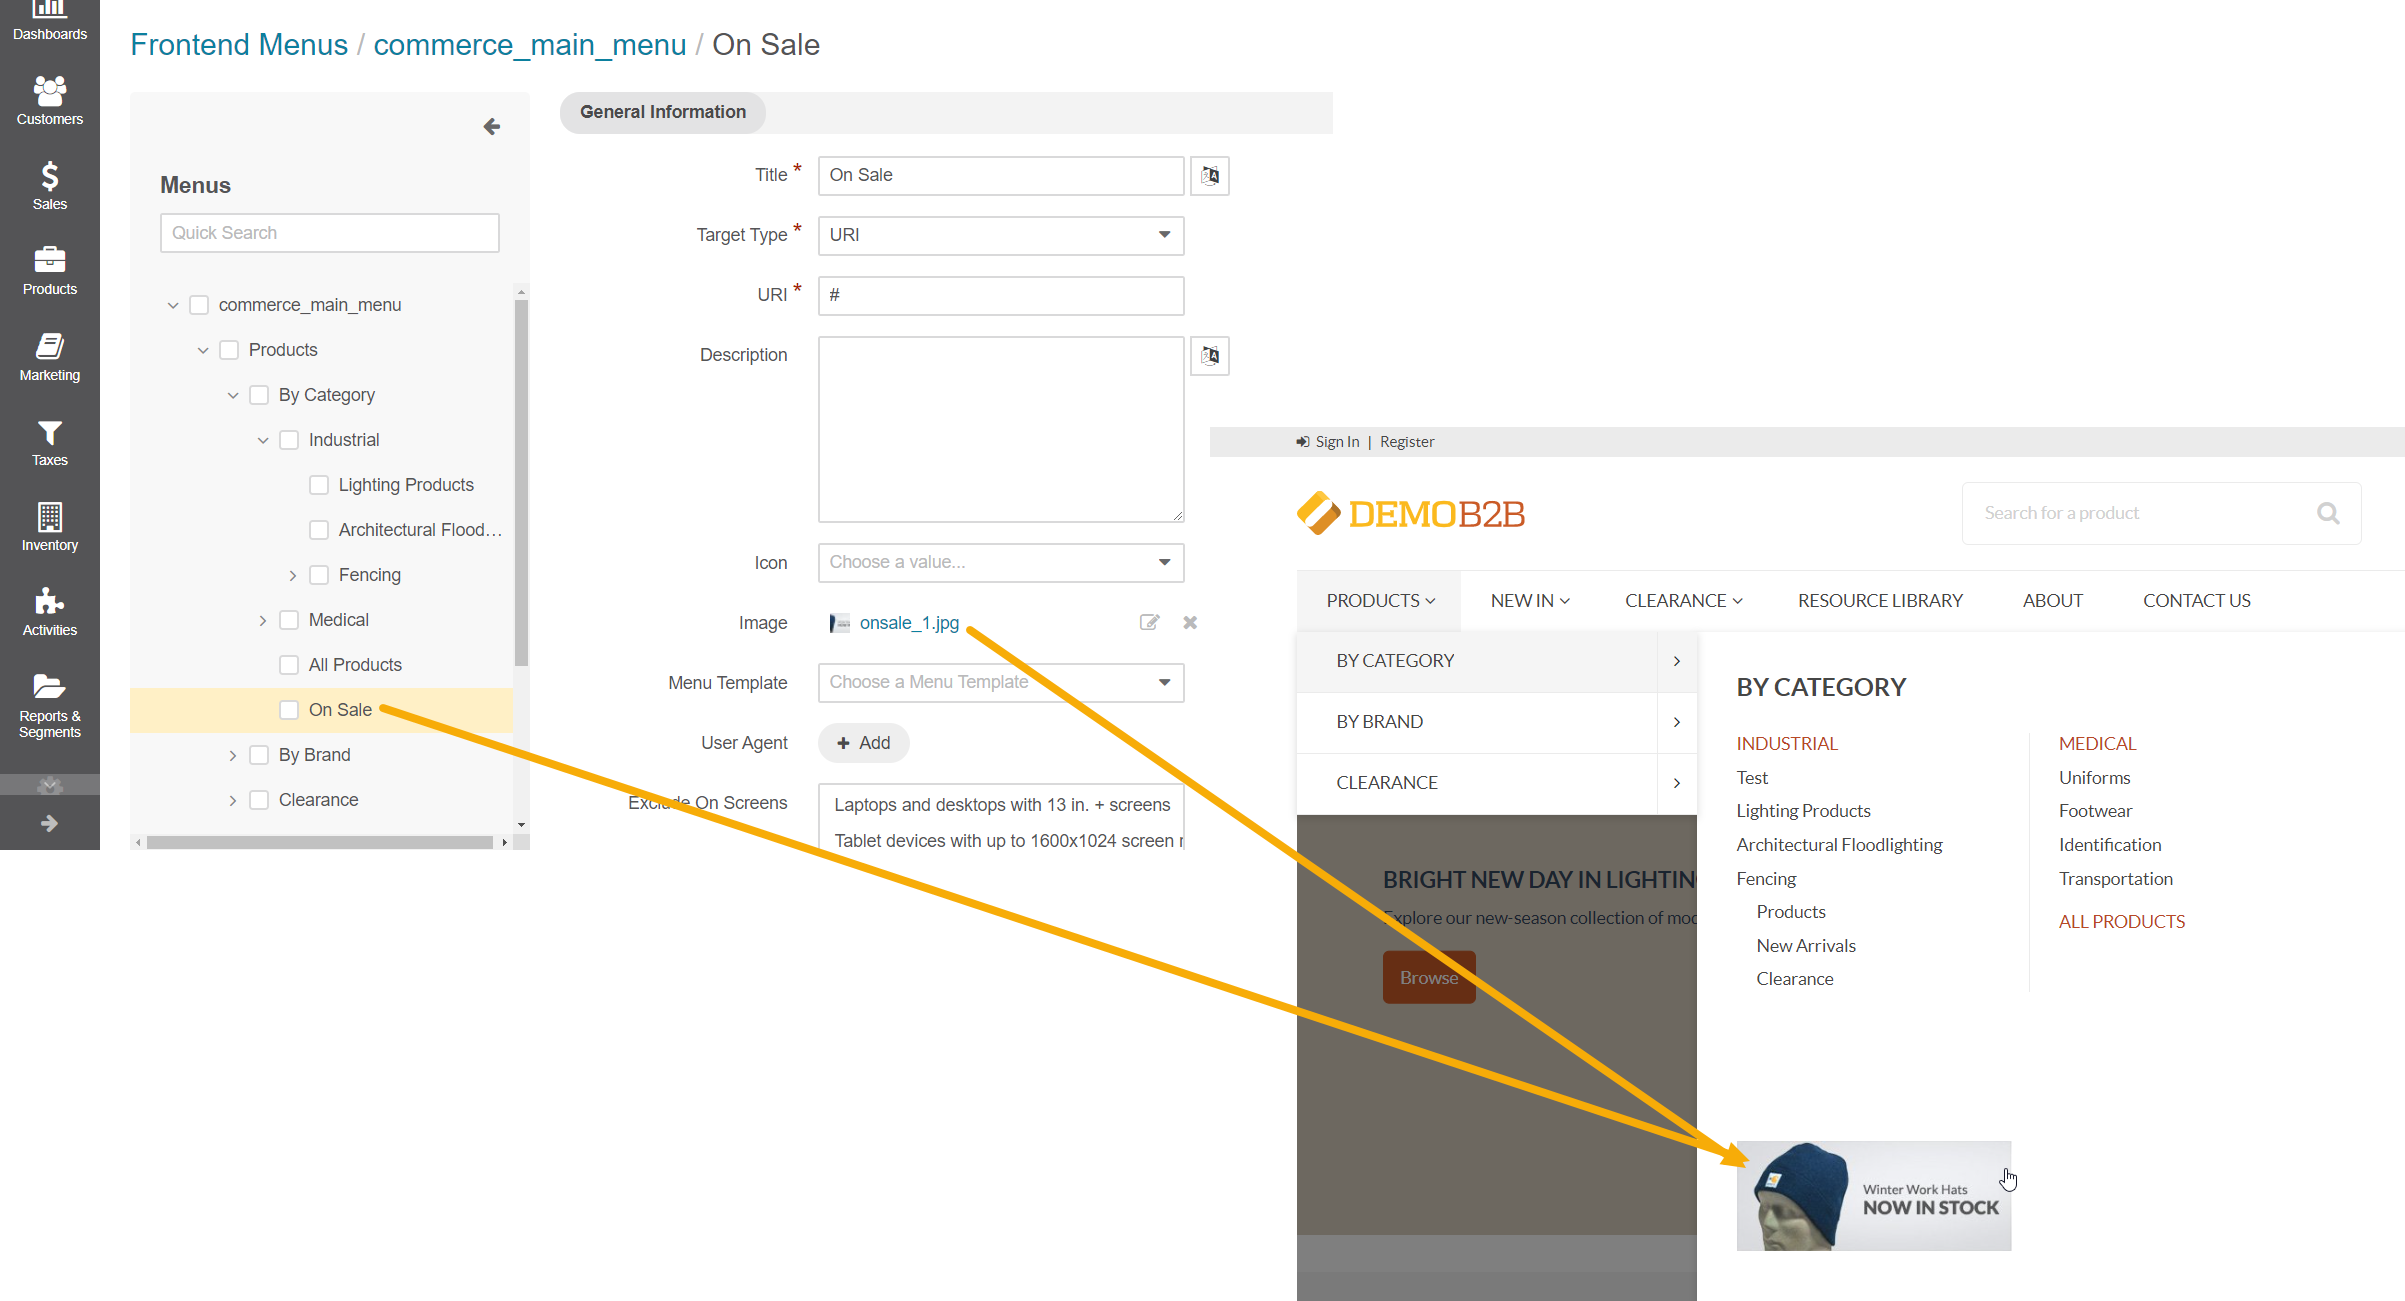 Dashboards
Customers
Sales
Products
Marketing
Taxes
Inventory
Activities
Reports &
Segments
Frontend Menus / commerce_main_menu / On Sale
Menus
Quick Search
commerce_main_menu
Products
By Category
Industrial
Lighting Products
Architectural Flood...
Fencing
Medical
All Products
On Sale
By Brand
Clearance
General Information
Title *
On Sale
Target Type *
URI
URI *
#
Description
Icon
Choose a value...
Image
onsale_1.jpg
Menu Template
Choose a Menu Template
User Agent
+ Add
Exclude On Screens
Laptops and desktops with 13 in. + screens
Tablet devices with up to 1600x1024 screen r
Sign In | Register
DEMOB2B
Search for a product
PRODUCTS
NEW IN
CLEARANCE
RESOURCE LIBRARY
ABOUT
CONTACT US
BY CATEGORY
BY BRAND
CLEARANCE
BRIGHT NEW DAY IN LIGHTING
Explore our new-season collection of mod
Browse
BY CATEGORY
INDUSTRIAL
Test
Lighting Products
Architectural Floodlighting
Fencing
Products
New Arrivals
Clearance
MEDICAL
Uniforms
Footwear
Identification
Transportation
ALL PRODUCTS
Winter Work Hats
NOW IN STOCK